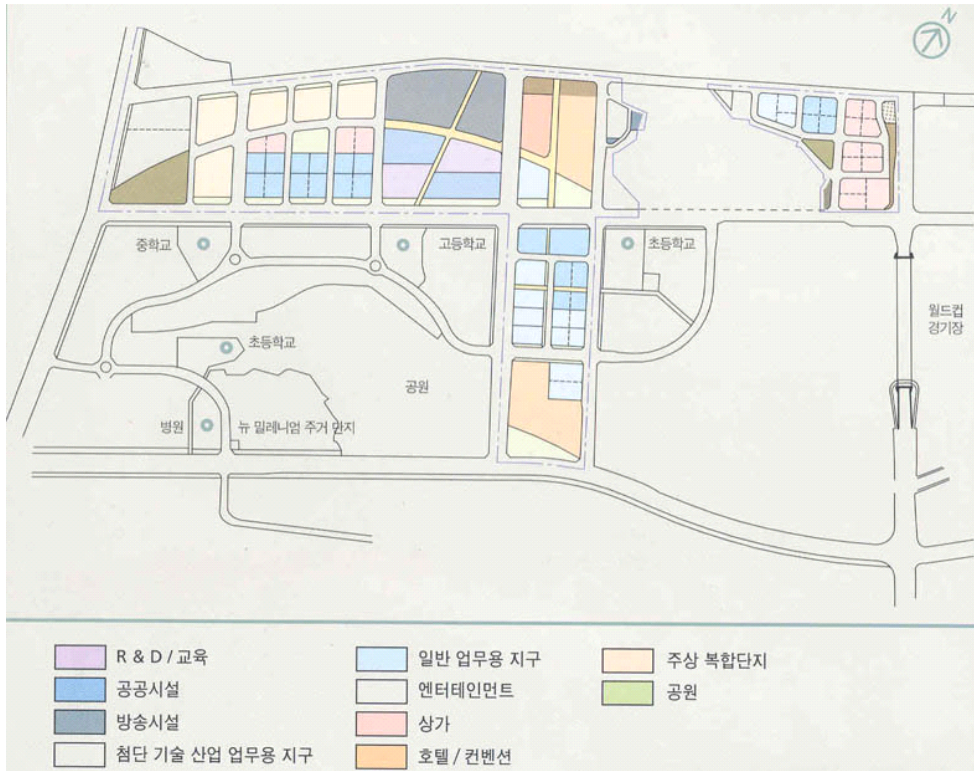 N
중학교
고등학교
초등학교
월드컵
경기장
초등학교
공원
병원
뉴 밀레니엄 주거 단지
R & D / 교육
공공시설
방송시설
첨단 기술 산업 업무용 지구
일반 업무용 지구
엔터테인먼트
상가
호텔 / 컨벤션
주상 복합단지
공원